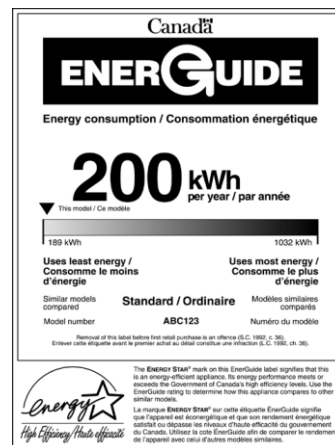 Canada
ENERGUIDE
Energy consumption / Consommation énergétique
200 kWh
per year / par année
This model / Ce modèle
189 kWh 1032 kWh
Uses least energy / Uses most energy /
Consomme le moins Consomme le plus
d'énergie d'énergie
Similar models Standard / Ordinaire Modèles similaires
compared comparés
Model number ABC123 Numéro du modèle
Removal of this label before first retail purchase is an offence (S.C. 1992, c. 36).
Enlever cette étiquette avant le premier achat au détail constitue une infraction (L.C. 1992, ch. 36).
energy
High Efficiency/Haute efficacité
The ENERGY STAR® mark on this EnerGuide label signifies that this
is an energy-efficient appliance. Its energy performance meets or
exceeds the Government of Canada's high efficiency levels. Use the
EnerGuide rating to determine how this appliance compares to other
similar models.
La marque ENERGY STAR® sur cette étiquette ÉnerGuide signifie
que l'appareil est éconergétique et que son rendement énergétique
satisfait ou dépasse les niveaux d'haute efficacité du gouvernement
du Canada. Utilisez la cote ÉnerGuide afin de comparer le rendement
de l'appareil avec celui d'autres modèles similaires.